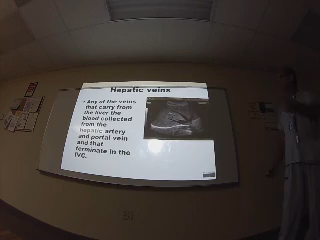 Hepatic veins
• Any of the veins
that carry from
the liver the
blood collected
from the
hepatic artery
and portal vein
and that
terminate in the
IVC.